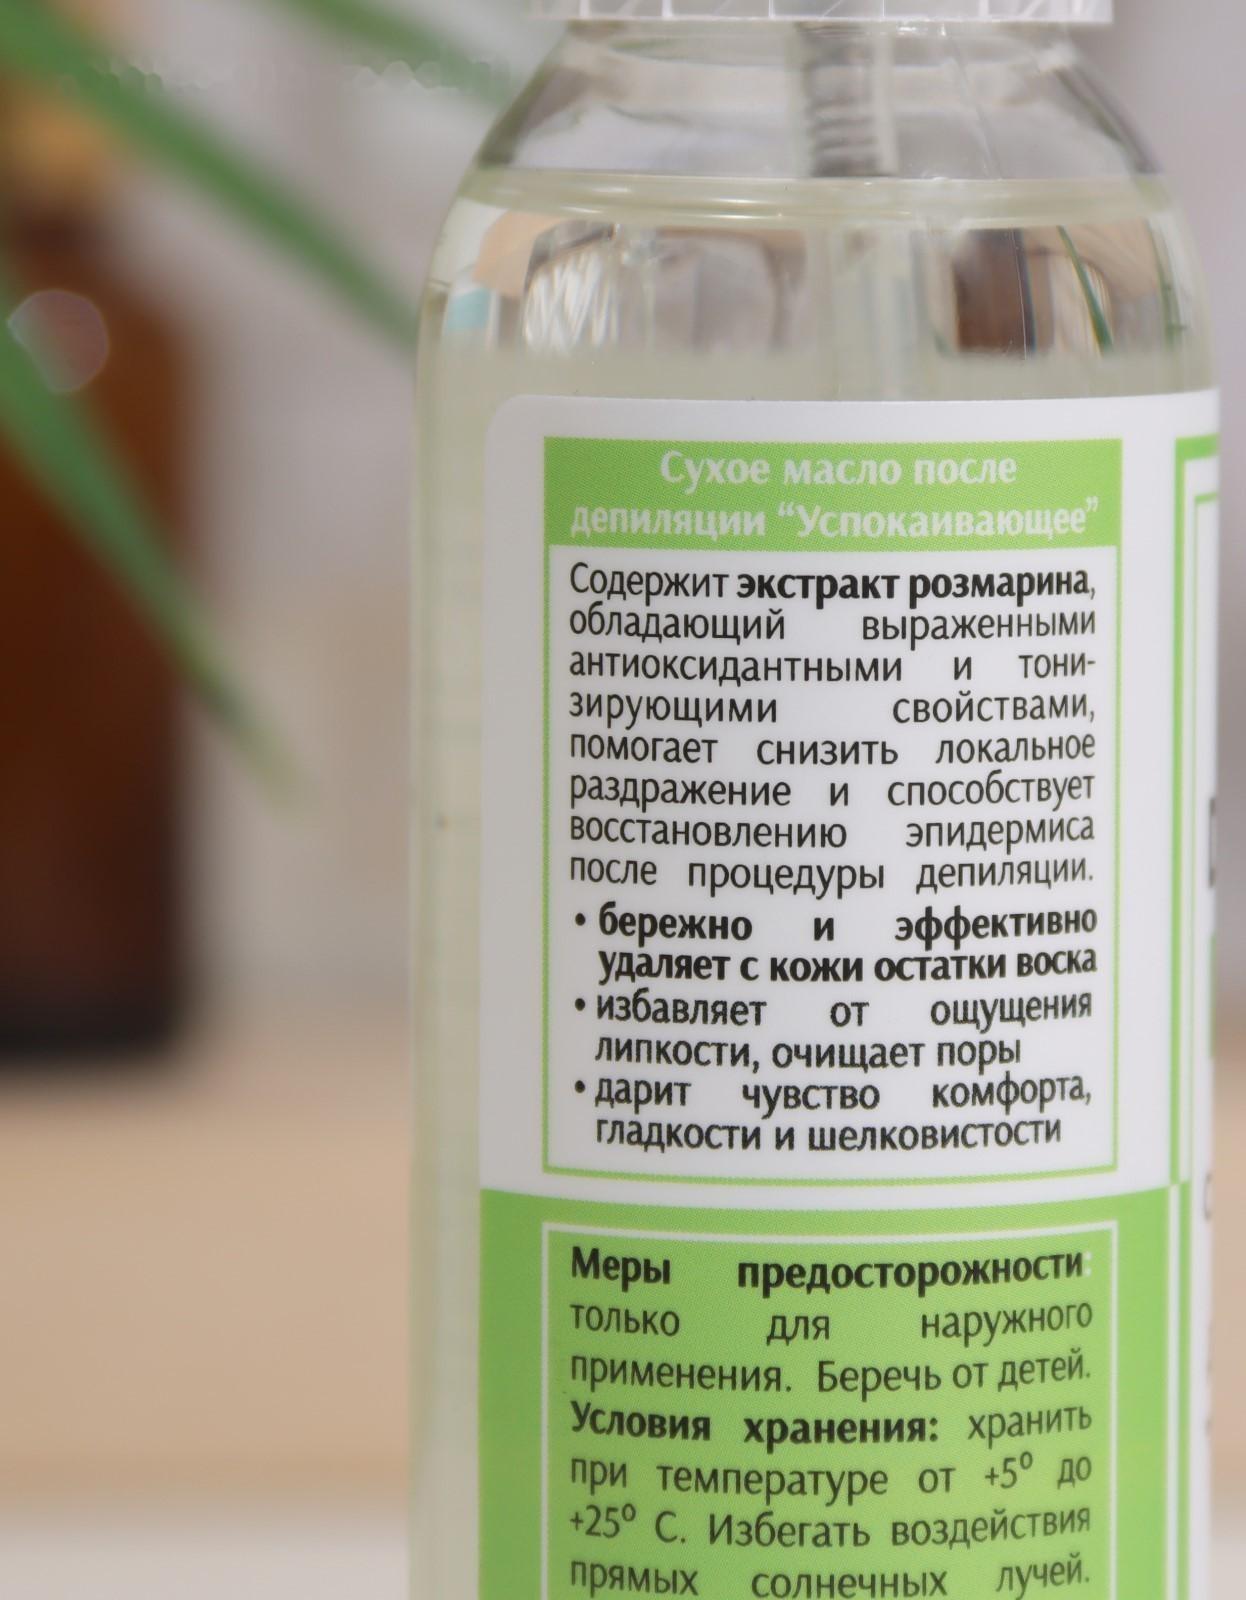 Сухое масло после
депиляции “Успокаивающее”
Содержит экстракт розмарина,
обладающий выраженными
антиоксидантными и тони-
зирующими свойствами,
помогает снизить локальное
раздражение и способствует
восстановлению эпидермиса
после процедуры депиляции.
• бережно и эффективно
удаляет с кожи остатки воска
• избавляет от ощущения
липкости, очищает поры
• дарит чувство комфорта,
гладкости и шелковистости
Меры предосторожности:
только для наружного
применения. Беречь от детей.
Условия хранения: хранить
при температуре от +5⁰ до
+25⁰ С. Избегать воздействия
прямых солнечных лучей.